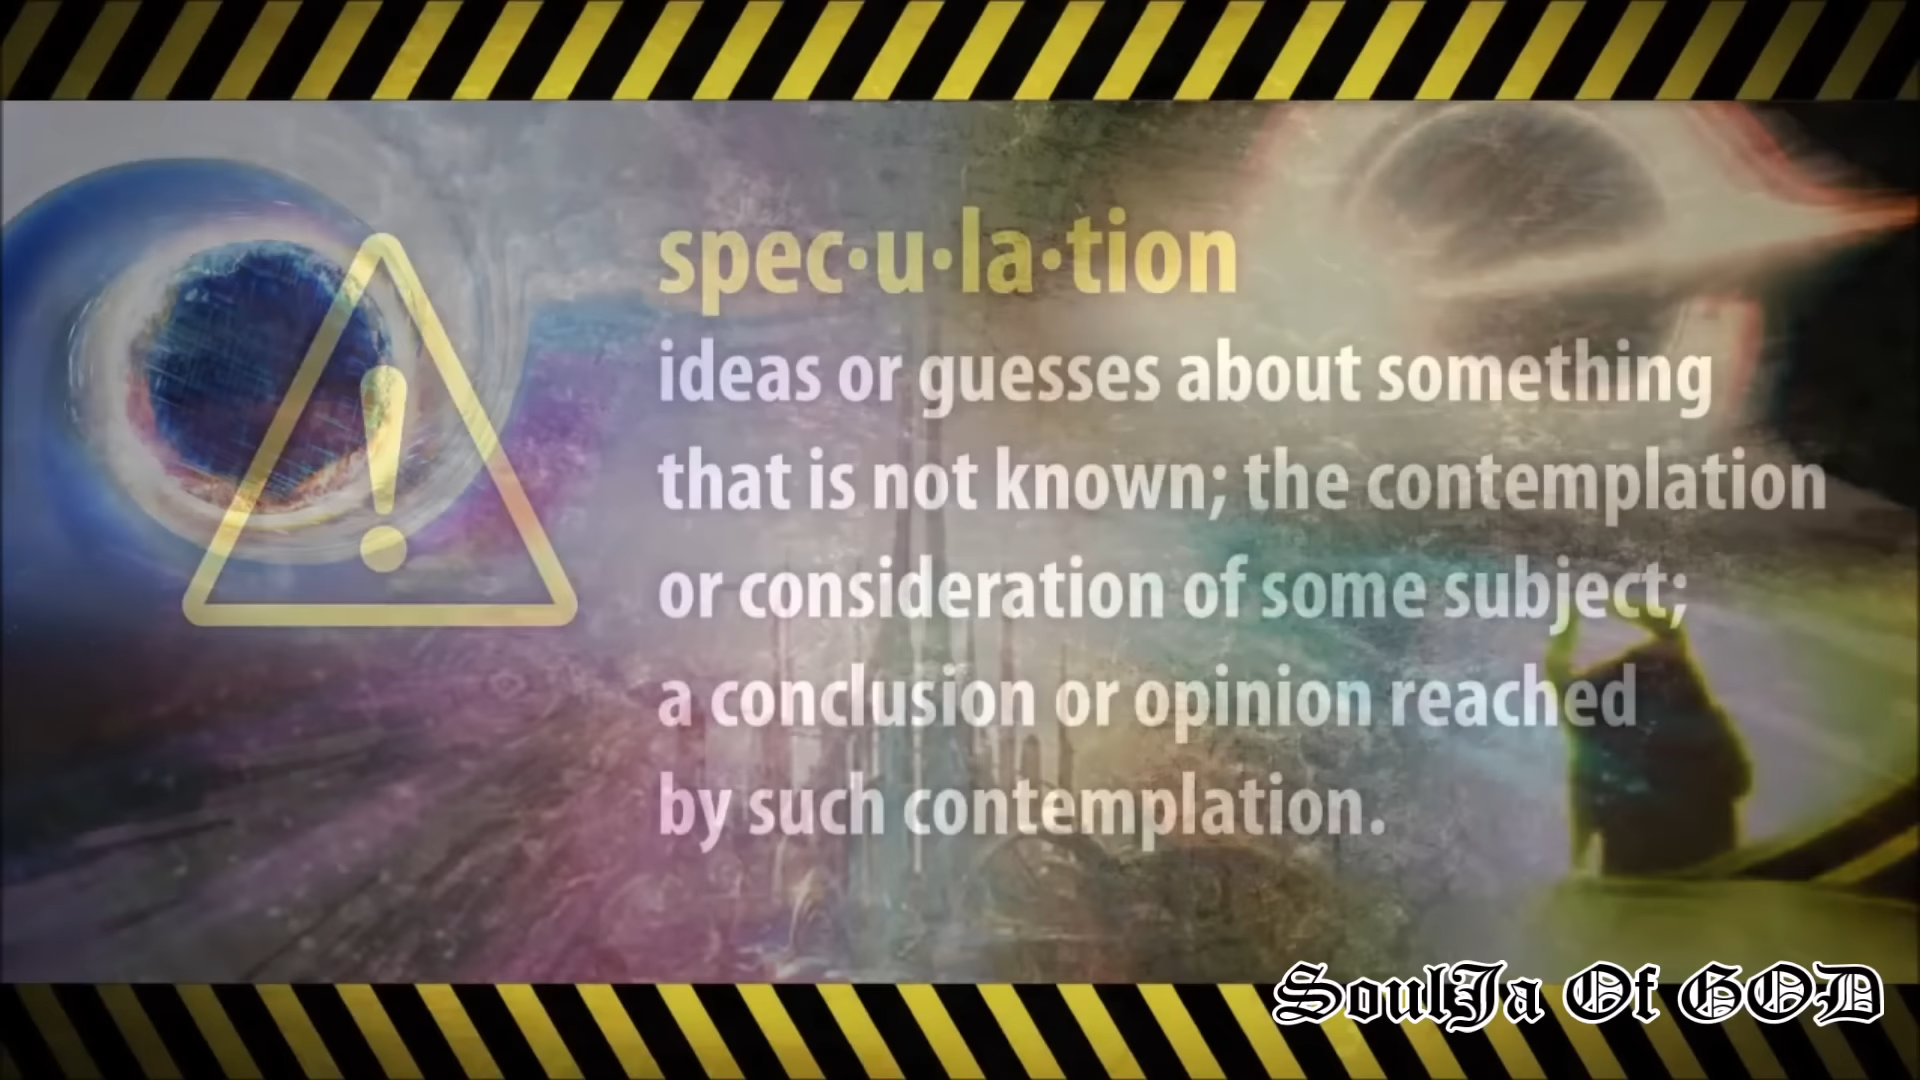 spec·u·la·tion
ideas or guesses about something
that is not known; the contemplation
or consideration of some subject;
a conclusion or opinion reached
by such contemplation.
SoulJa Of GOD